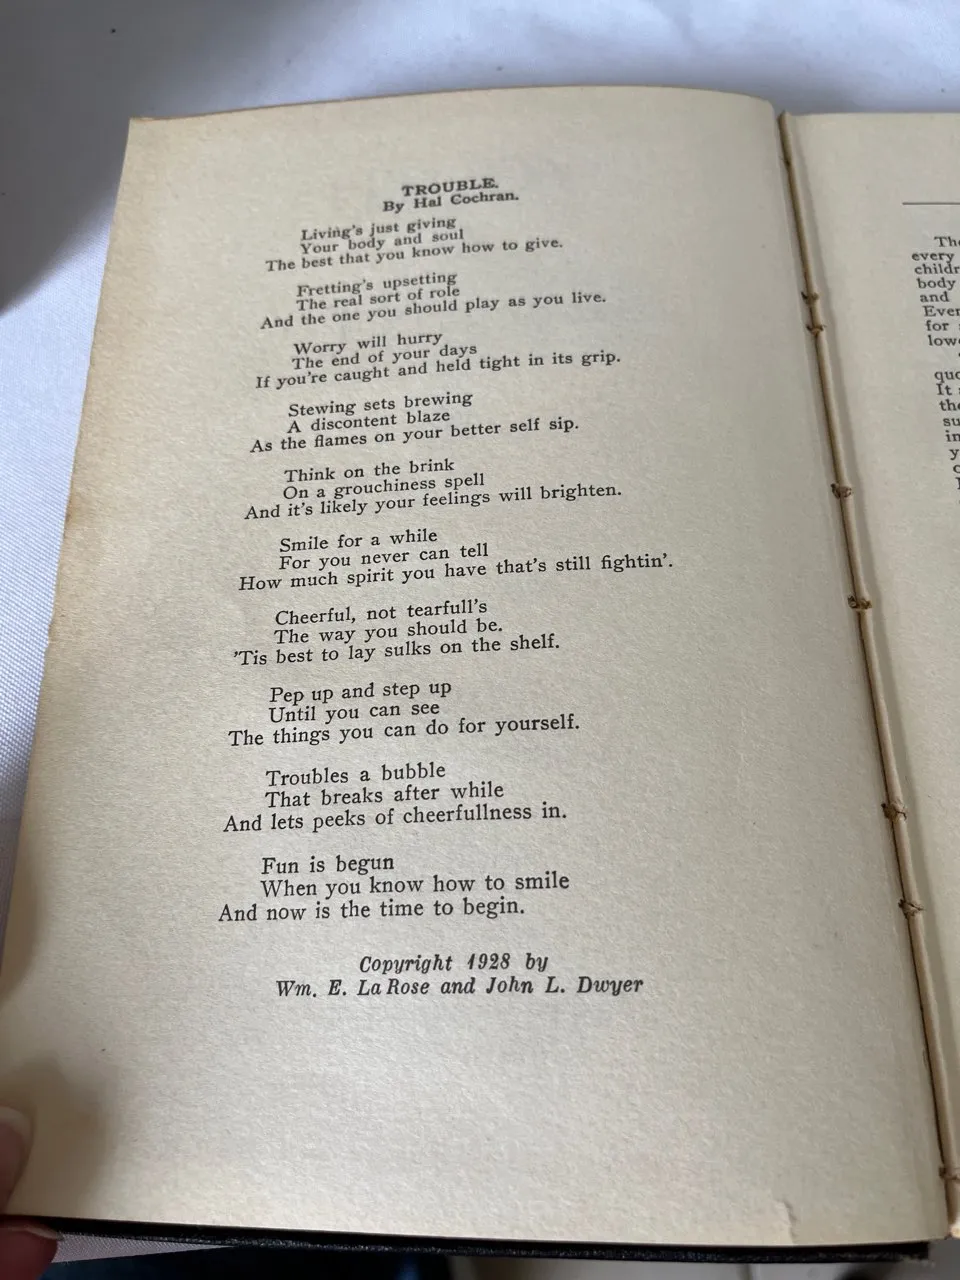 TROUBLE.
By Hal Cochran.
Living's just giving
Your body and soul
The best that you know how to give.
Fretting's upsetting
The real sort of role
And the one you should play as you live.
Worry will hurry
The end of your days
If you're caught and held tight in its grip.
Stewing sets brewing
A discontent blaze
As the flames on your better self sip.
Think on the brink
On a grouchiness spell
And it's likely your feelings will brighten.
Smile for a while
For you never can tell
How much spirit you have that's still fightin'.
Cheerful, not tearfull's
The way you should be.
'Tis best to lay sulks on the shelf.
Pep up and step up
Until you can see
The things you can do for yourself.
Troubles a bubble
That breaks after while
And lets peeks of cheerfullness in.
Fun is begun
When you know how to smile
And now is the time to begin.
Copyright 1928 by
Wm. E. La Rose and John L. Dwyer
every
body
and
for
It